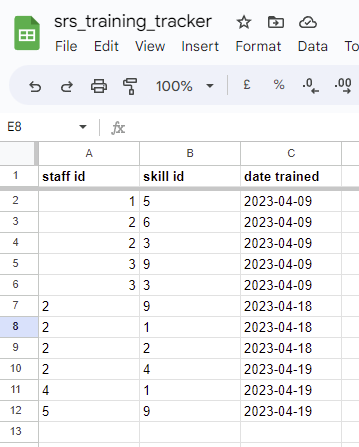 srs_training_tracker
File Edit View Insert Format Data To
100% £ % .0 .00
E8 fx
A B C
1 staff id skill id date trained
2 1 5 2023-04-09
3 2 6 2023-04-09
4 2 3 2023-04-09
5 3 9 2023-04-09
6 3 3 2023-04-09
7 2 9 2023-04-18
8 2 1 2023-04-18
9 2 2 2023-04-18
10 2 4 2023-04-19
11 4 1 2023-04-19
12 5 9 2023-04-19
13